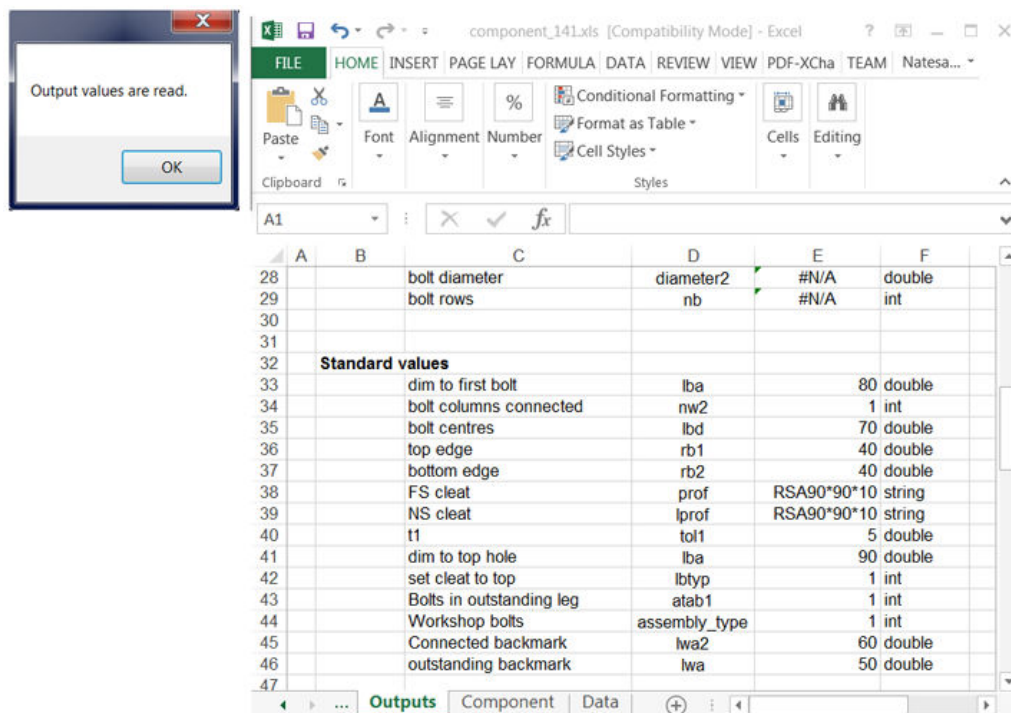 Output values are read.
OK
component_141.xls [Compatibility Mode] - Excel
FILE HOME INSERT PAGE LAY FORMULA DATA REVIEW VIEW PDF-XCha TEAM Natesa...
Paste Font Alignment Number Conditional Formatting Format as Table Cell Styles Cells Editing
Clipboard Styles
A1 fx
A B C D E F
28 bolt diameter diameter2 #N/A double
29 bolt rows nb #N/A int
30
31
32 Standard values
33 dim to first bolt lba 80 double
34 bolt columns connected nw2 1 int
35 bolt centres lbd 70 double
36 top edge rb1 40 double
37 bottom edge rb2 40 double
38 FS cleat prof RSA90*90*10 string
39 NS cleat lprof RSA90*90*10 string
40 t1 tol1 5 double
41 dim to top hole lba 90 double
42 set cleat to top lbtyp 1 int
43 Bolts in outstanding leg atab1 1 int
44 Workshop bolts assembly_type 1 int
45 Connected backmark lwa2 60 double
46 outstanding backmark lwa 50 double
47
... Outputs Component Data